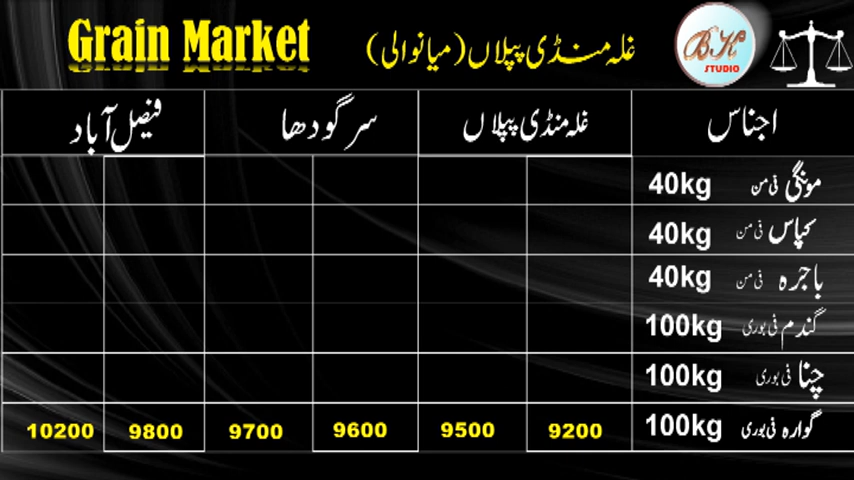 Grain Market
غلہ منڈی پپلاں (میانوالی)
BK
STUDIO
اجناس غلہ منڈی پپلاں سرگودھا فیصل آباد
مونگی فی من 40kg
کپاس فی من 40kg
باجرہ فی من 40kg
گندم فی بوری 100kg
چنا فی بوری 100kg
گوارہ فی بوری 100kg 9200 9500 9600 9700 9800 10200